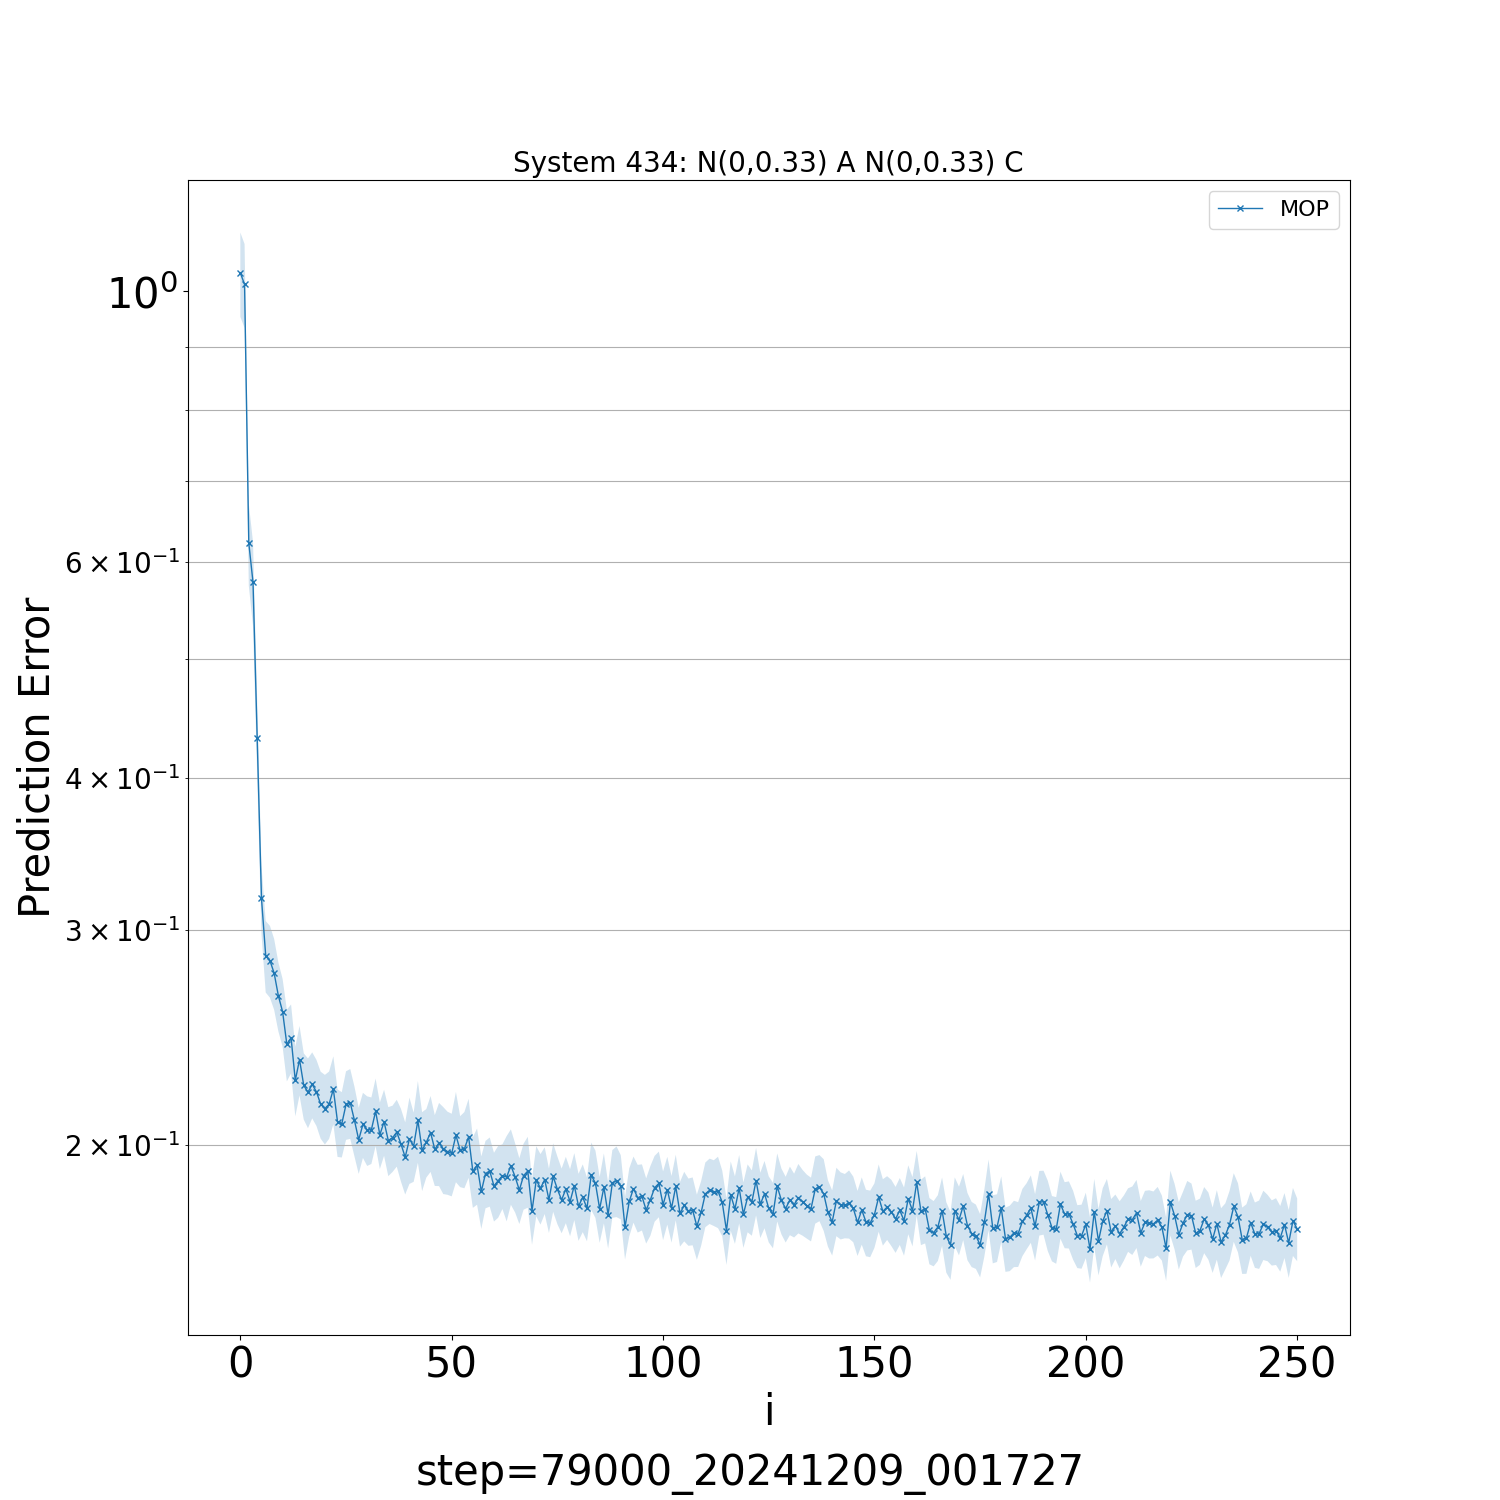 System 434: N(0,0.33) A N(0,0.33) C
MOP
10⁰
6 × 10⁻¹
4 × 10⁻¹
3 × 10⁻¹
2 × 10⁻¹
Prediction Error
0 50 100 150 200 250
i
step=79000_20241209_001727